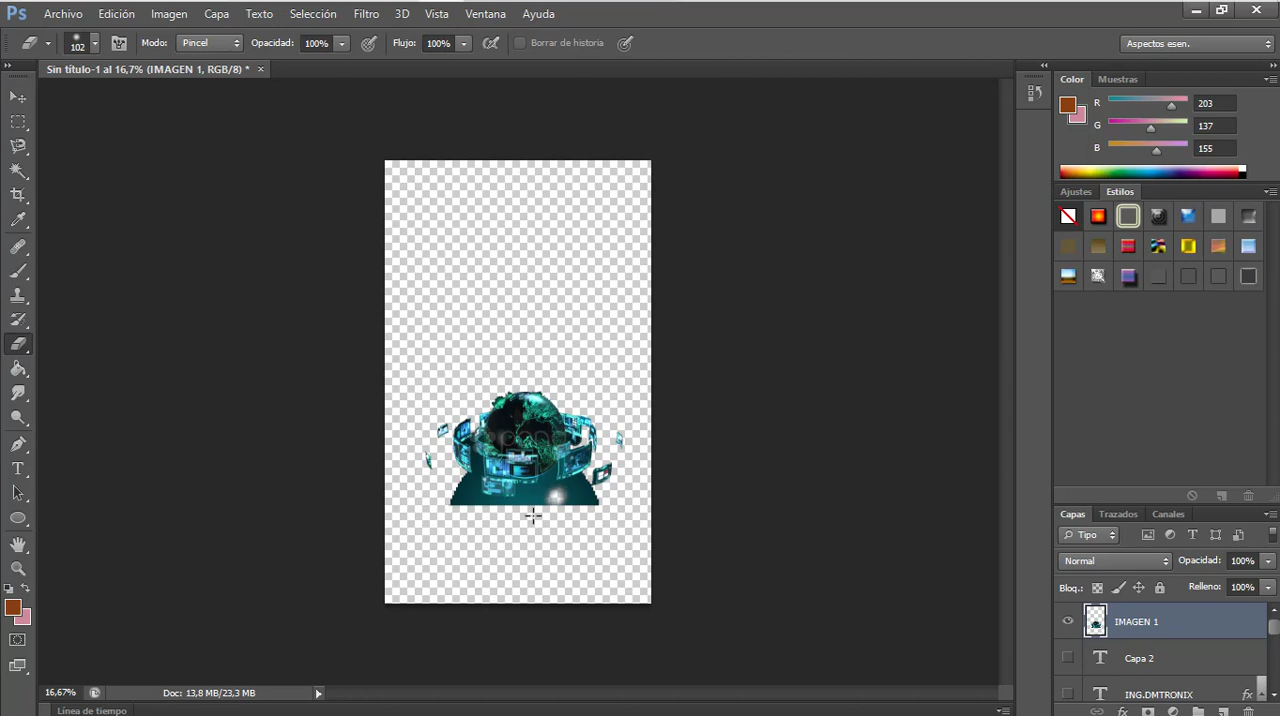 Ps Archivo Edición Imagen Capa Texto Selección Filtro 3D Vista Ventana Ayuda
102 Modo: Pincel Opacidad: 100% Flujo: 100% Borrar de historia Aspectos esen.
Sin título-1 al 16,7% (IMAGEN 1, RGB/8) *
Color Muestras
R 203
G 137
B 155
Ajustes Estilos
Capas Trazados Canales
Tipo
Normal Opacidad: 100%
Bloq.: Relleno: 100%
IMAGEN 1
T Capa 2
T ING.DMTRONIX fx
16,67% Doc: 13,8 MB/23,3 MB
Línea de tiempo